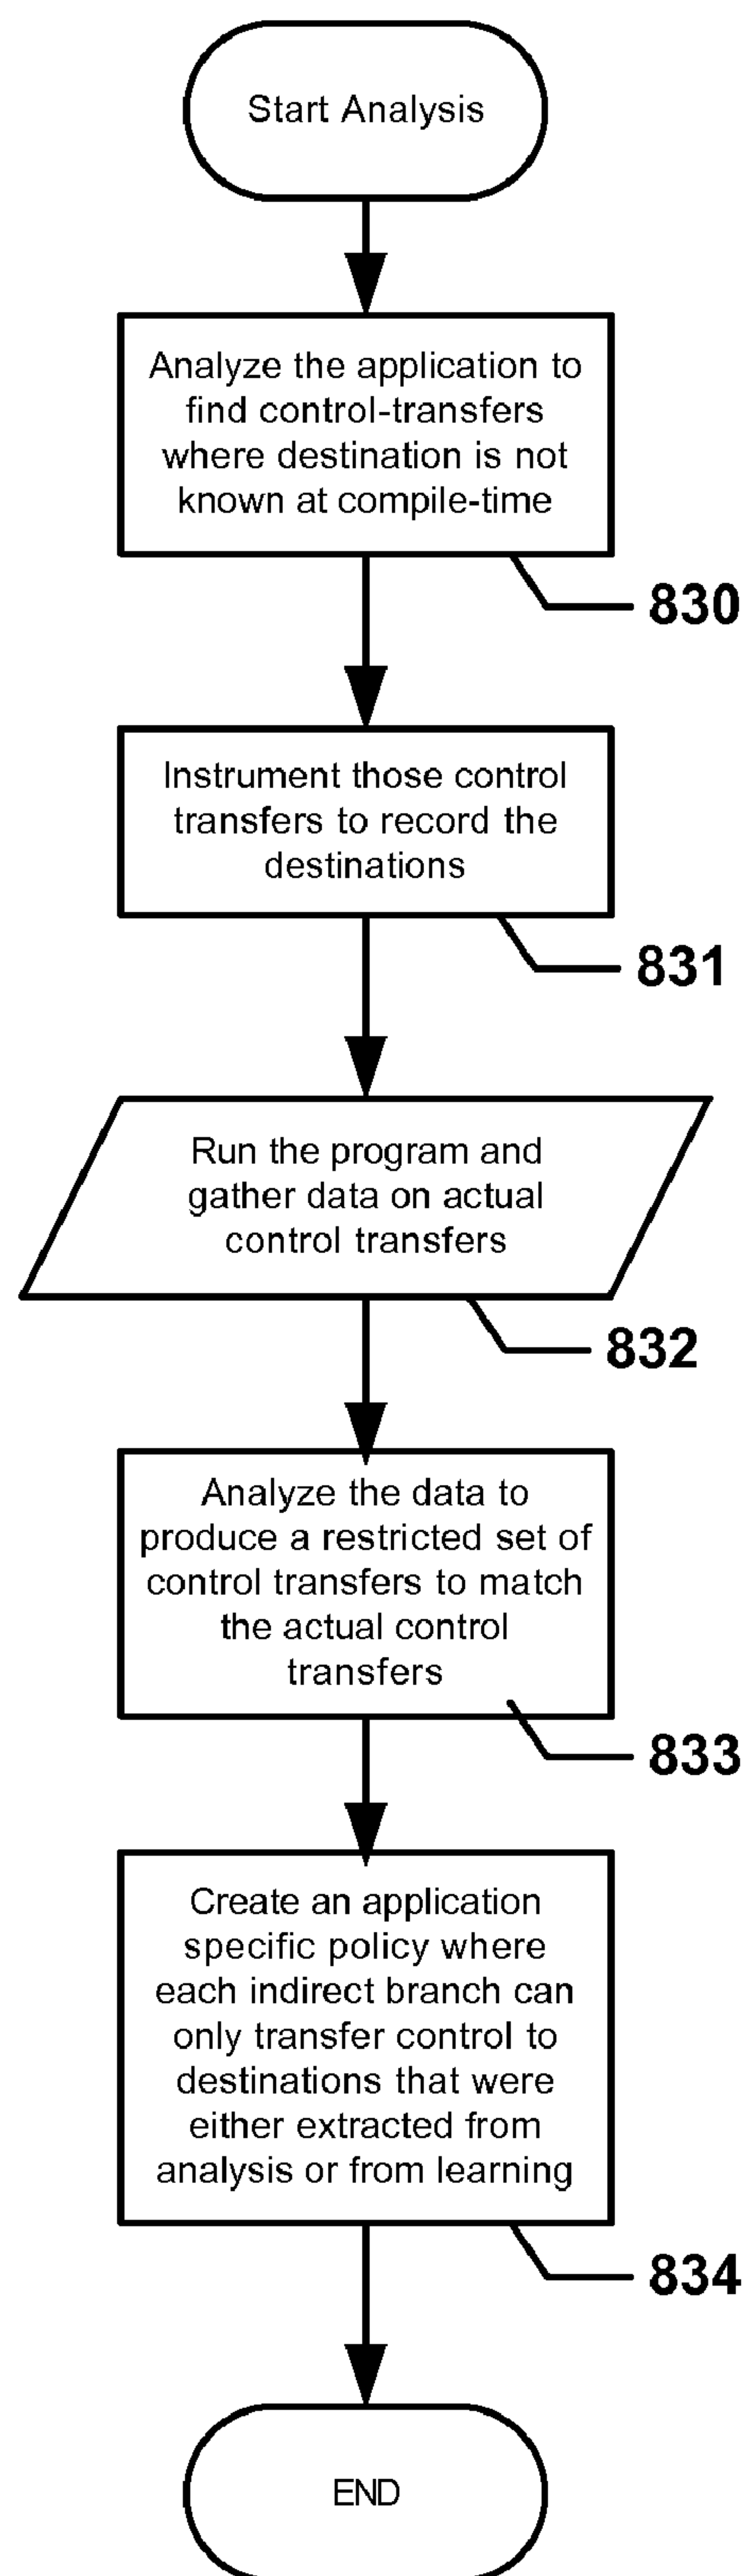 Start Analysis
Analyze the application to
find control-transfers
where destination is not
known at compile-time
830
Instrument those control
transfers to record the
destinations
831
Run the program and
gather data on actual
control transfers
832
Analyze the data to
produce a restricted set of
control transfers to match
the actual control
transfers
833
Create an application
specific policy where
each indirect branch can
only transfer control to
destinations that were
either extracted from
analysis or from learning
834
END